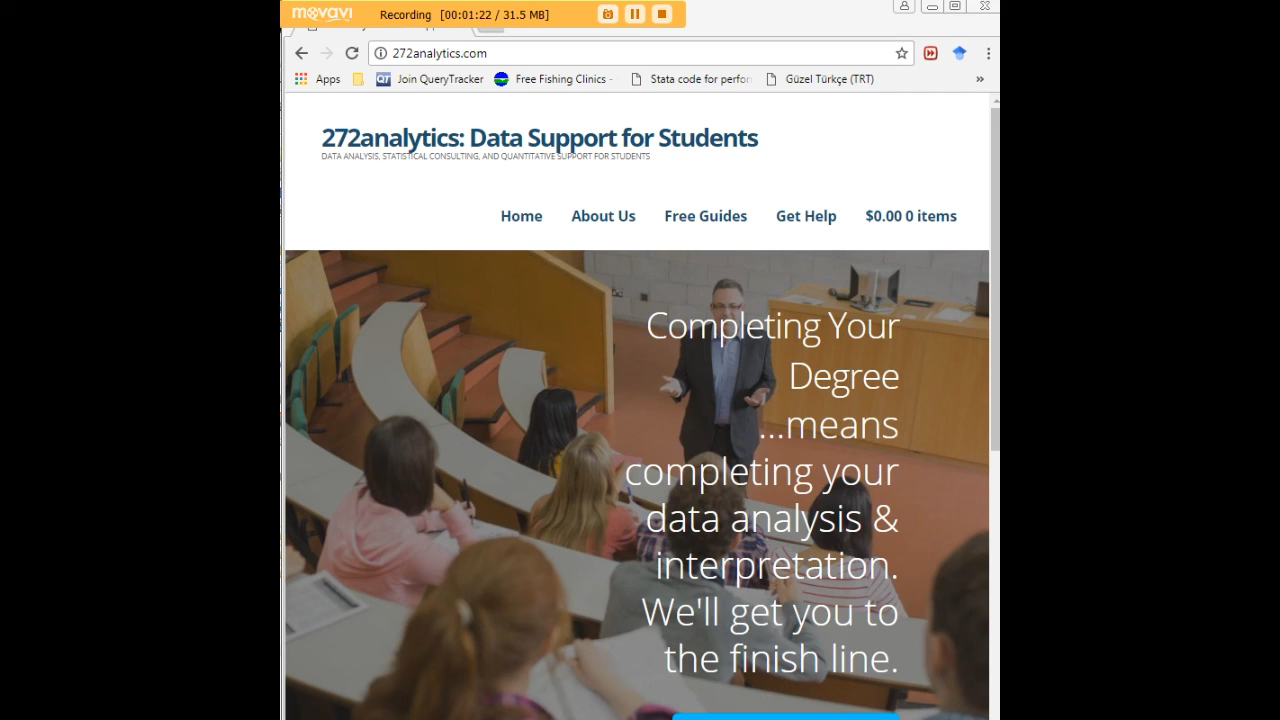 movavi Recording [00:01:22 / 31.5 MB]
272analytics.com
Apps QT Join QueryTracker Free Fishing Clinics - Stata code for perfor Güzel Türkçe (TRT) »
272analytics: Data Support for Students
DATA ANALYSIS, STATISTICAL CONSULTING, AND QUANTITATIVE SUPPORT FOR STUDENTS
Home About Us Free Guides Get Help $0.00 0 items
Completing Your
Degree
...means
completing your
data analysis &
interpretation.
We'll get you to
the finish line.